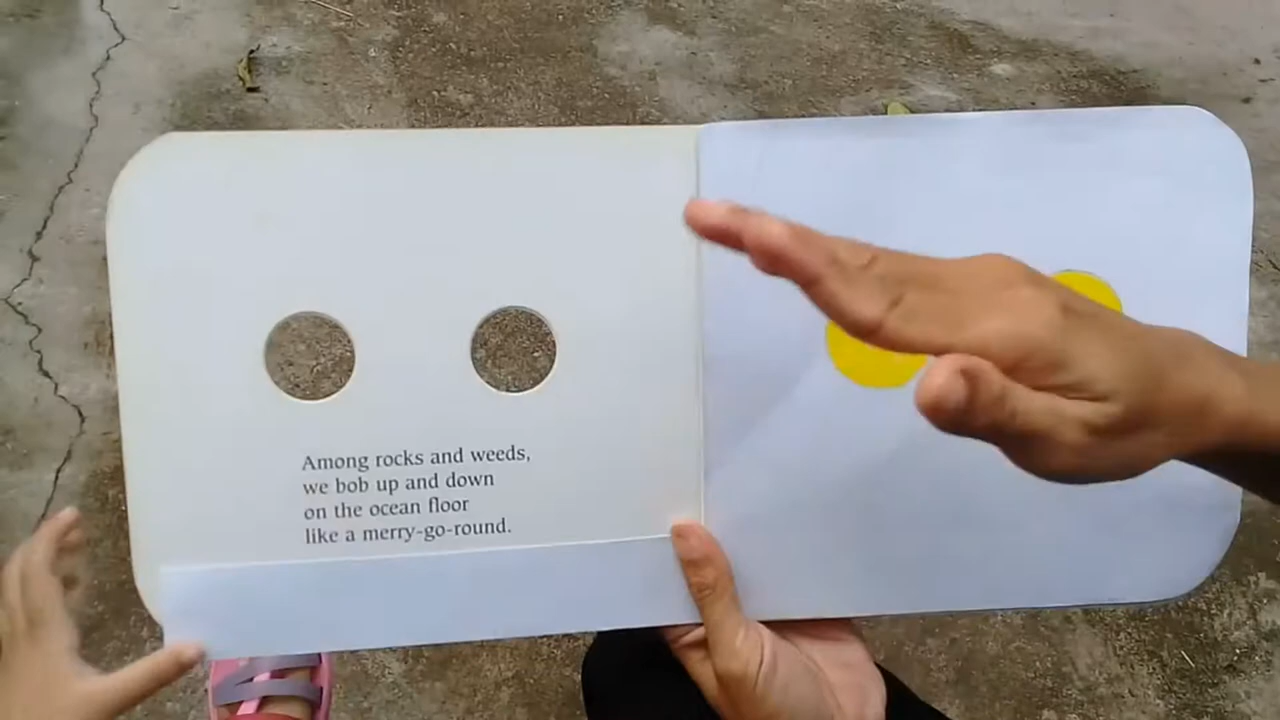 Among rocks and weeds,
we bob up and down
on the ocean floor
like a merry-go-round.